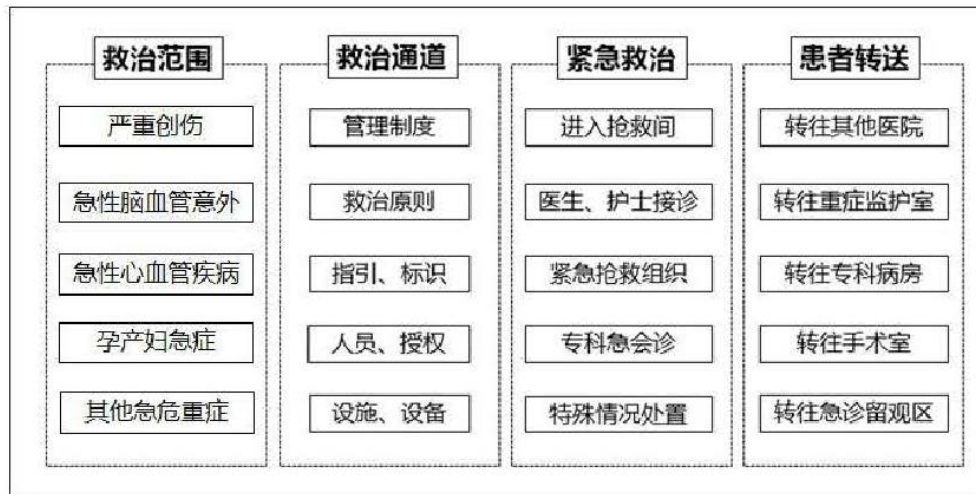 救治范围
严重创伤
急性脑血管意外
急性心血管疾病
孕产妇急症
其他急危重症
救治通道
管理制度
救治原则
指引、标识
人员、授权
设施、设备
紧急救治
进入抢救间
医生、护士接诊
紧急抢救组织
专科急会诊
特殊情况处置
患者转送
转往其他医院
转往重症监护室
转往专科病房
转往手术室
转往急诊留观区